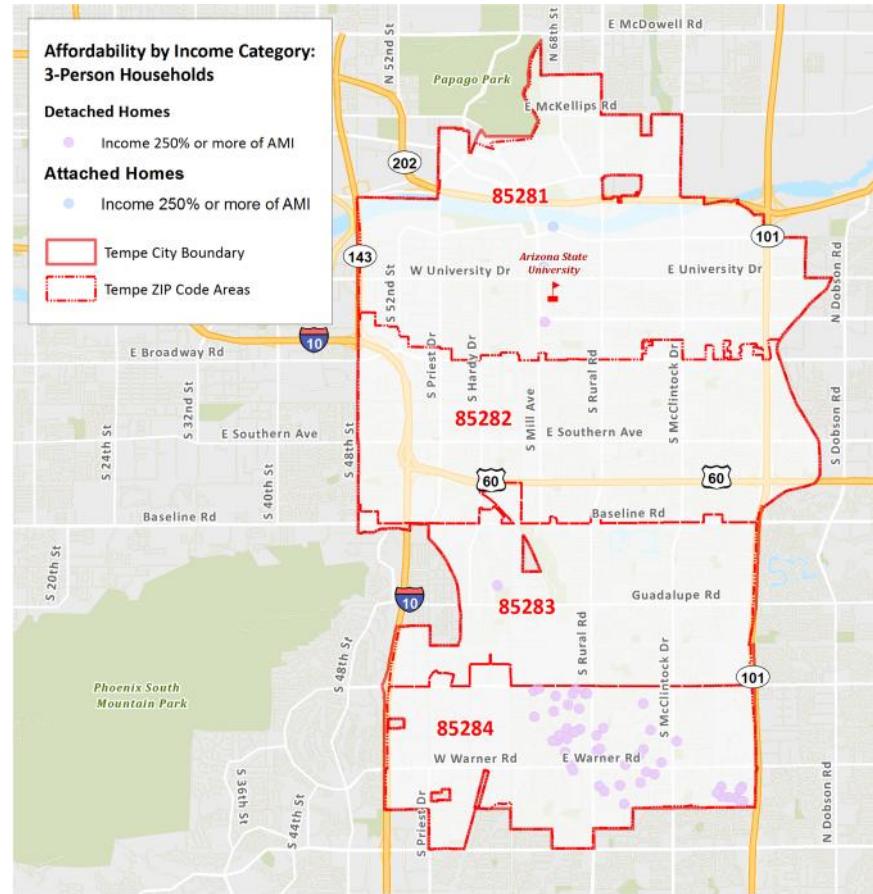 Affordability by Income Category:
3-Person Households
Detached Homes
Income 250% or more of AMI
Attached Homes
Income 250% or more of AMI
Tempe City Boundary
Tempe ZIP Code Areas
N 52nd St
N 68th St
E McDowell Rd
Papago Park
E McKellips Rd
202
85281
101
143
S 52nd St
W University Dr
Arizona State
University
E University Dr
N Dobson Rd
10
E Broadway Rd
S Priest Dr
S Hardy Dr
S Mill Ave
S Rural Rd
S McClintock Dr
S Dobson Rd
85282
S 24th St
S 32nd St
S 40th St
S 48th St
E Southern Ave
E Southern Ave
60
60
Baseline Rd
Baseline Rd
S 20th St
10
85283
Guadalupe Rd
S 48th St
S Rural Rd
S McClintock Dr
101
Phoenix South
Mountain Park
85284
W Warner Rd
E Warner Rd
S 36th St
S 44th St
S Priest Dr
N Dobson Rd